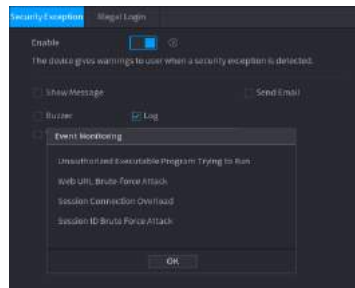 Security Exception Illegal Login
Enable
The device gives warnings to user when a security exception is detected.
Show Message Send Email
Buzzer Log
Event Monitoring
Unauthorized Executable Program Trying to Run
Web URL Brute-Force Attack
Session Connection Overload
Session ID Brute Force Attack
OK